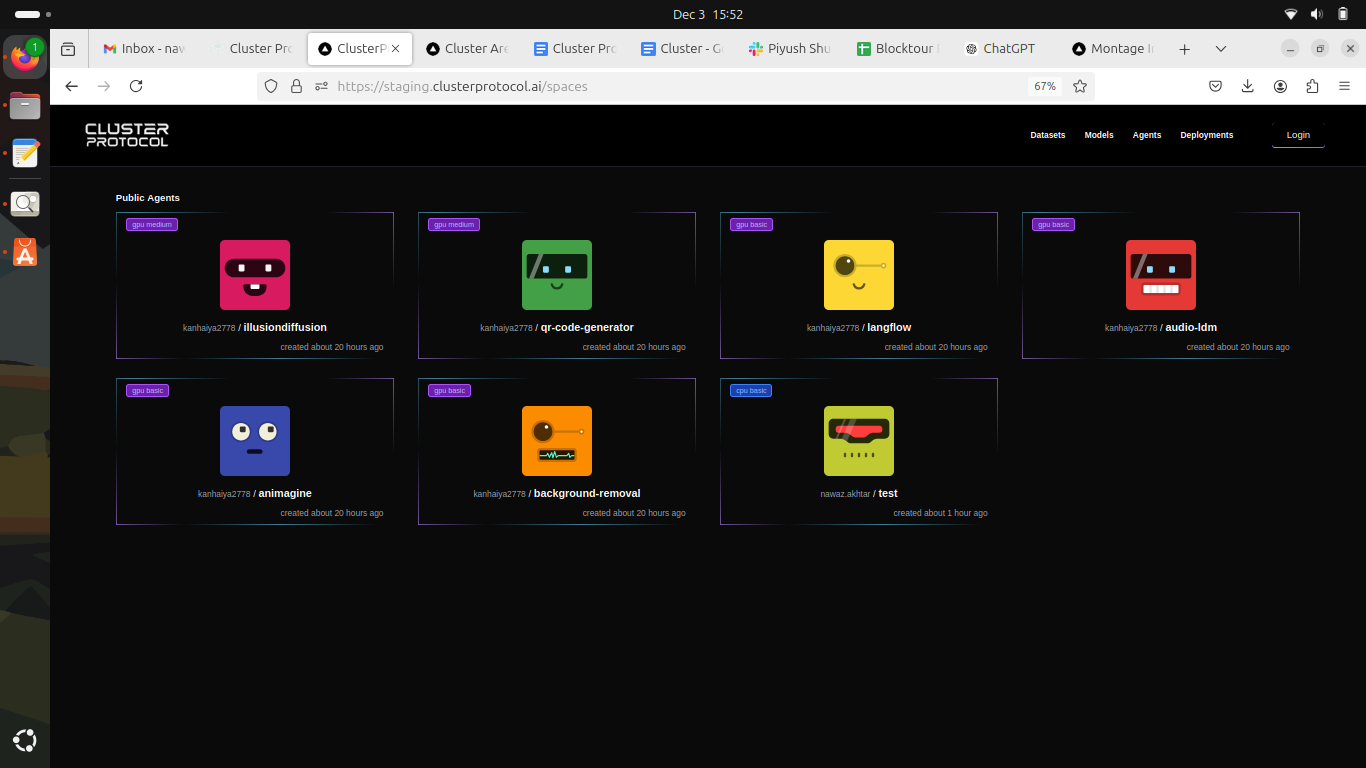 Dec 3 15:52
1
Inbox - nav
Cluster Pro
ClusterP
Cluster Are
Cluster Pro
Cluster - G
Piyush Shu
Blocktour
ChatGPT
Montage I
https://staging.clusterprotocol.ai/spaces
67%
CLUSTER
PROTOCOL
Datasets
Models
Agents
Deployments
Login
Public Agents
gpu medium
kanhaiya2778 / illusiondiffusion
created about 20 hours ago
gpu medium
kanhaiya2778 / qr-code-generator
created about 20 hours ago
gpu basic
kanhaiya2778 / langflow
created about 20 hours ago
gpu basic
kanhaiya2778 / audio-ldm
created about 20 hours ago
gpu basic
kanhaiya2778 / animagine
created about 20 hours ago
gpu basic
kanhaiya2778 / background-removal
created about 20 hours ago
cpu basic
nawaz.akhtar / test
created about 1 hour ago